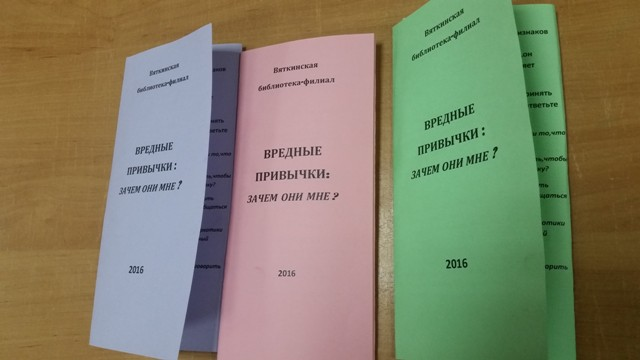 Вяткинская
библиотека-филиал
ВРЕДНЫЕ
ПРИВЫЧКИ:
ЗАЧЕМ ОНИ МНЕ?
2016
Вяткинская
библиотека-филиал
ВРЕДНЫЕ
ПРИВЫЧКИ:
ЗАЧЕМ ОНИ МНЕ?
2016
Вяткинская
библиотека-филиал
ВРЕДНЫЕ
ПРИВЫЧКИ:
ЗАЧЕМ ОНИ МНЕ?
2016